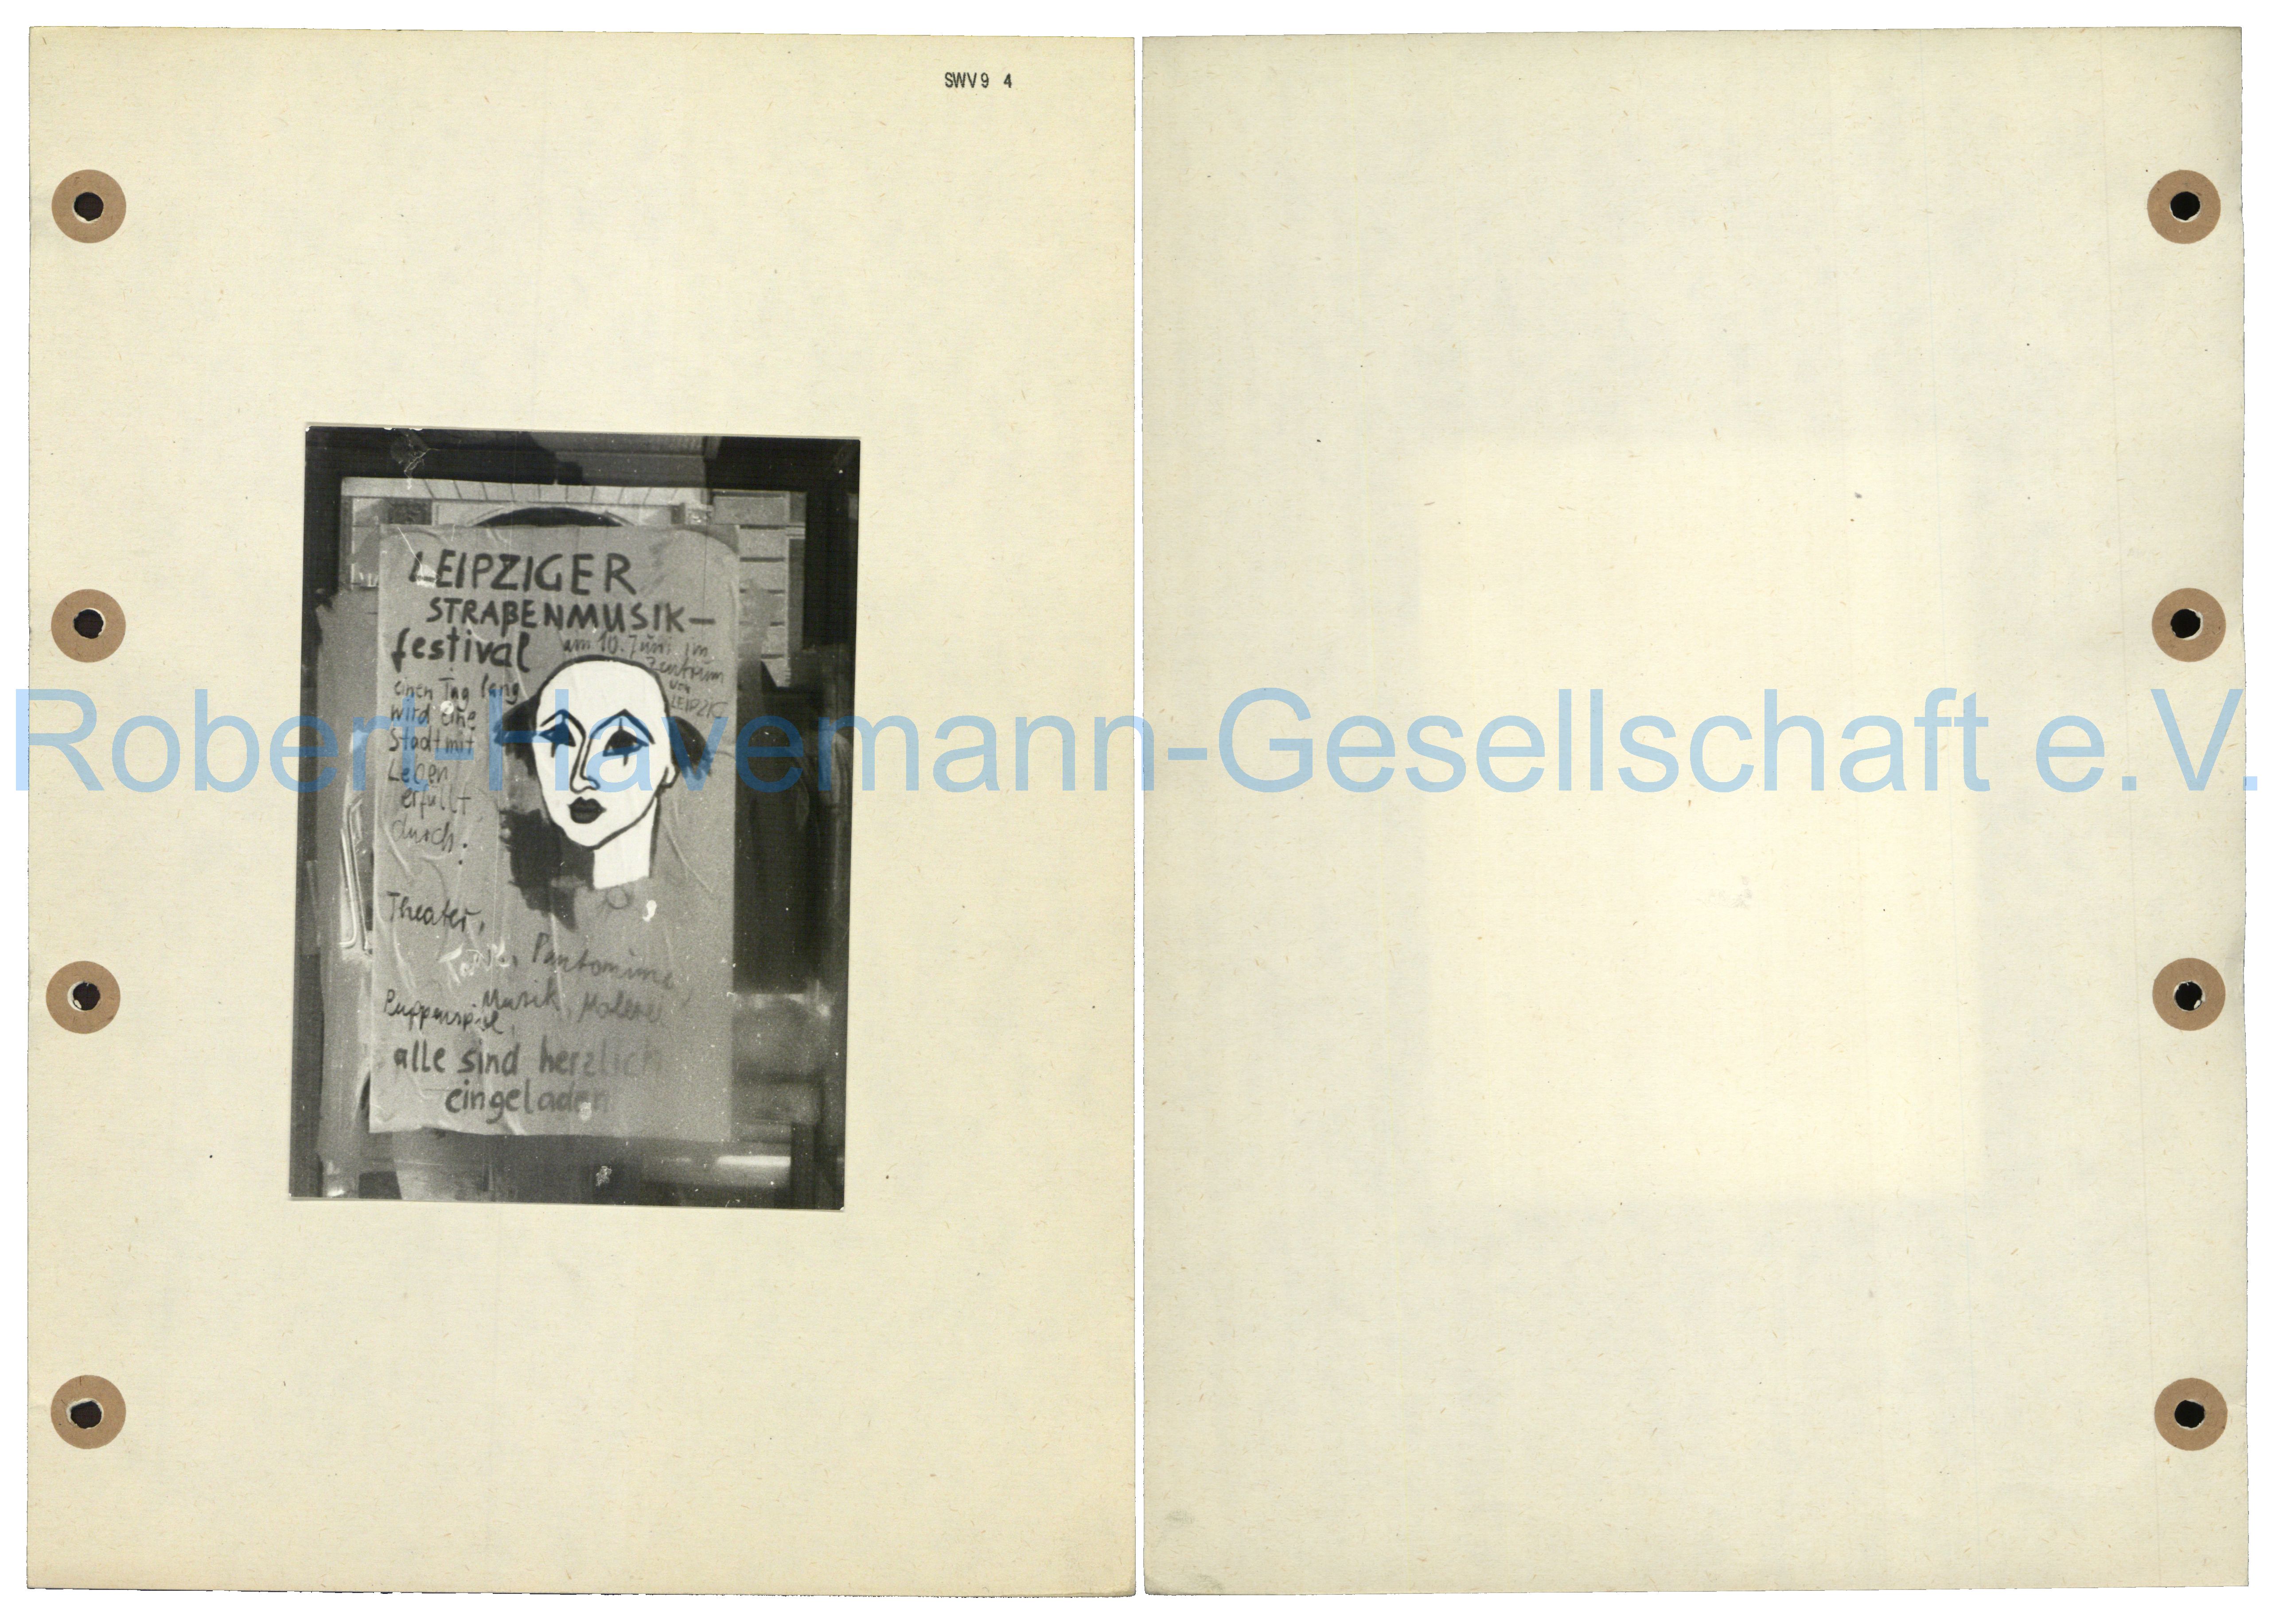 SWV9 4
LEIPZIGER
STRAßENMUSIK-
festival
am 10. Juni im
Zentrum
von
LEIPZIG
einen Tag lang
wird eine
Stadt mit
Leben
erfüllt
durch:
Theater,
Pantomime,
Musik, Malerei
Puppenspiel,
alle sind herzlich
eingeladen
Robert-Havemann-Gesellschaft e.V.